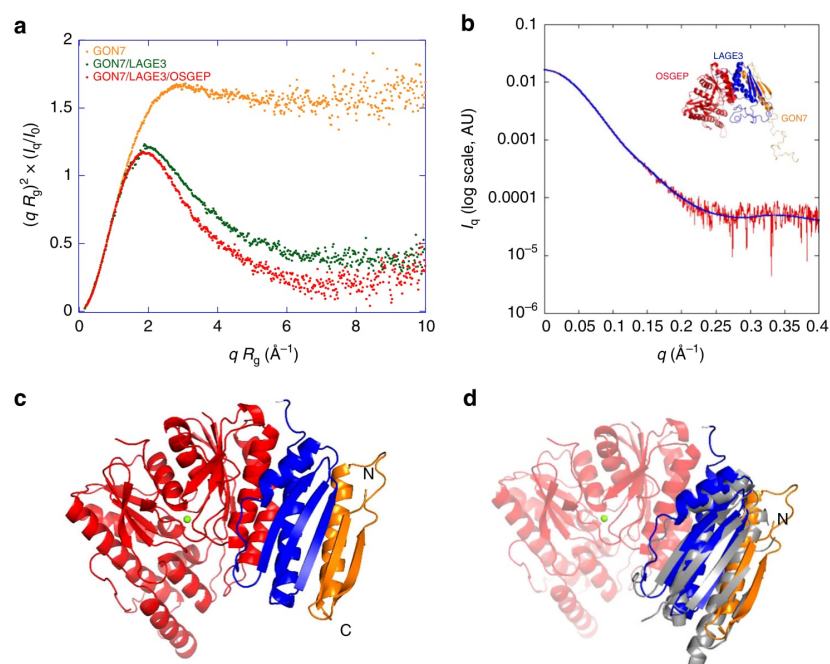 a
GON7
GON7/LAGE3
GON7/LAGE3/OSGEP
2
1.5
1
0.5
0
0
2
4
6
8
10
(q Rg)² × (Iq/I0)
q Rg (Å⁻¹)
b
0.1
0.01
0.001
0.0001
10⁻⁵
10⁻⁶
0
0.05
0.1
0.15
0.2
0.25
0.3
0.35
0.4
Iq (log scale, AU)
q (Å⁻¹)
OSGEP
LAGE3
GON7
c
N
C
d
N